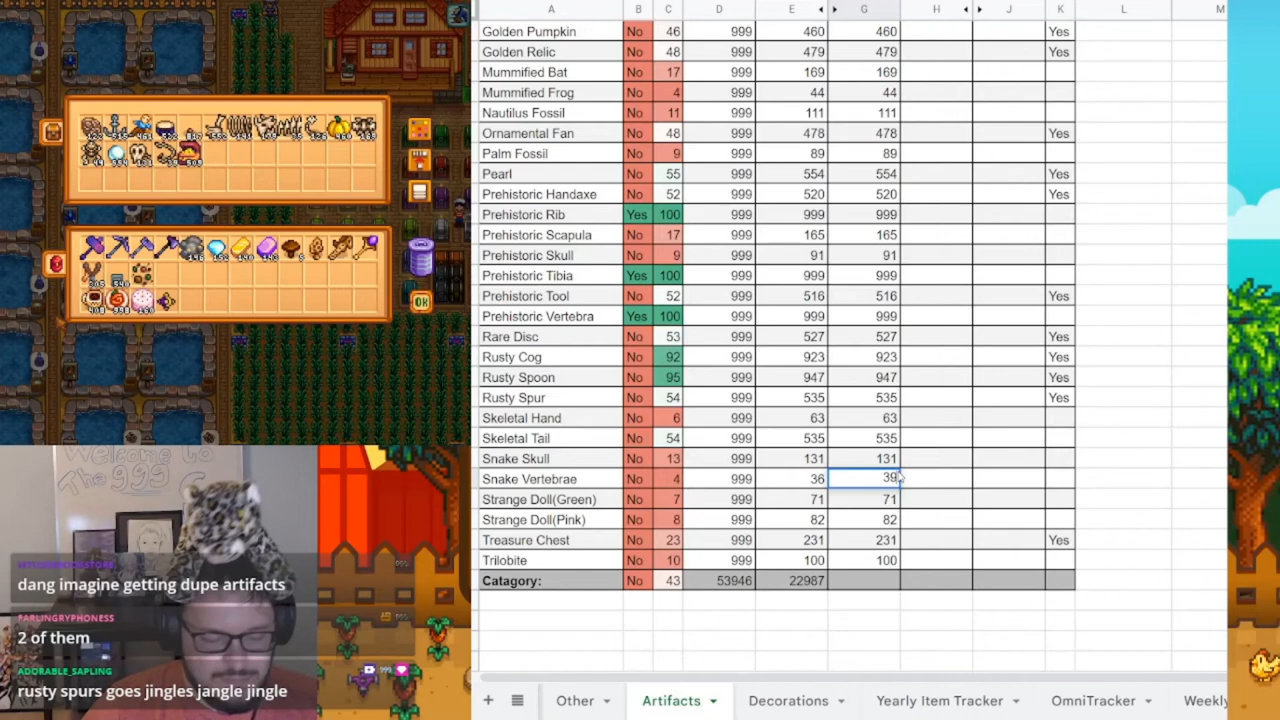 A B C D E G H J K L M
Golden Pumpkin No 46 999 460 460 Yes
Golden Relic No 48 999 479 479 Yes
Mummified Bat No 17 999 169 169
Mummified Frog No 4 999 44 44
Nautilus Fossil No 11 999 111 111
Ornamental Fan No 48 999 478 478 Yes
Palm Fossil No 9 999 89 89
Pearl No 55 999 554 554 Yes
Prehistoric Handaxe No 52 999 520 520 Yes
Prehistoric Rib Yes 100 999 999 999
Prehistoric Scapula No 17 999 165 165
Prehistoric Skull No 9 999 91 91
Prehistoric Tibia Yes 100 999 999 999
Prehistoric Tool No 52 999 516 516 Yes
Prehistoric Vertebra Yes 100 999 999 999
Rare Disc No 53 999 527 527 Yes
Rusty Cog No 92 999 923 923 Yes
Rusty Spoon No 95 999 947 947 Yes
Rusty Spur No 54 999 535 535 Yes
Skeletal Hand No 6 999 63 63
Skeletal Tail No 54 999 535 535
Snake Skull No 13 999 131 131
Snake Vertebrae No 4 999 36 39
Strange Doll(Green) No 7 999 71 71
Strange Doll(Pink) No 8 999 82 82
Treasure Chest No 23 999 231 231 Yes
Trilobite No 10 999 100 100
Catagory: No 43 53946 22987
Other Artifacts Decorations Yearly Item Tracker OmniTracker Weekly
OK
Welcome to
The 999
dang imagine getting dupe artifacts
FARLINGRYPHONESS
2 of them
ADORABLE_SAPLING
rusty spurs goes jingles jangle jingle